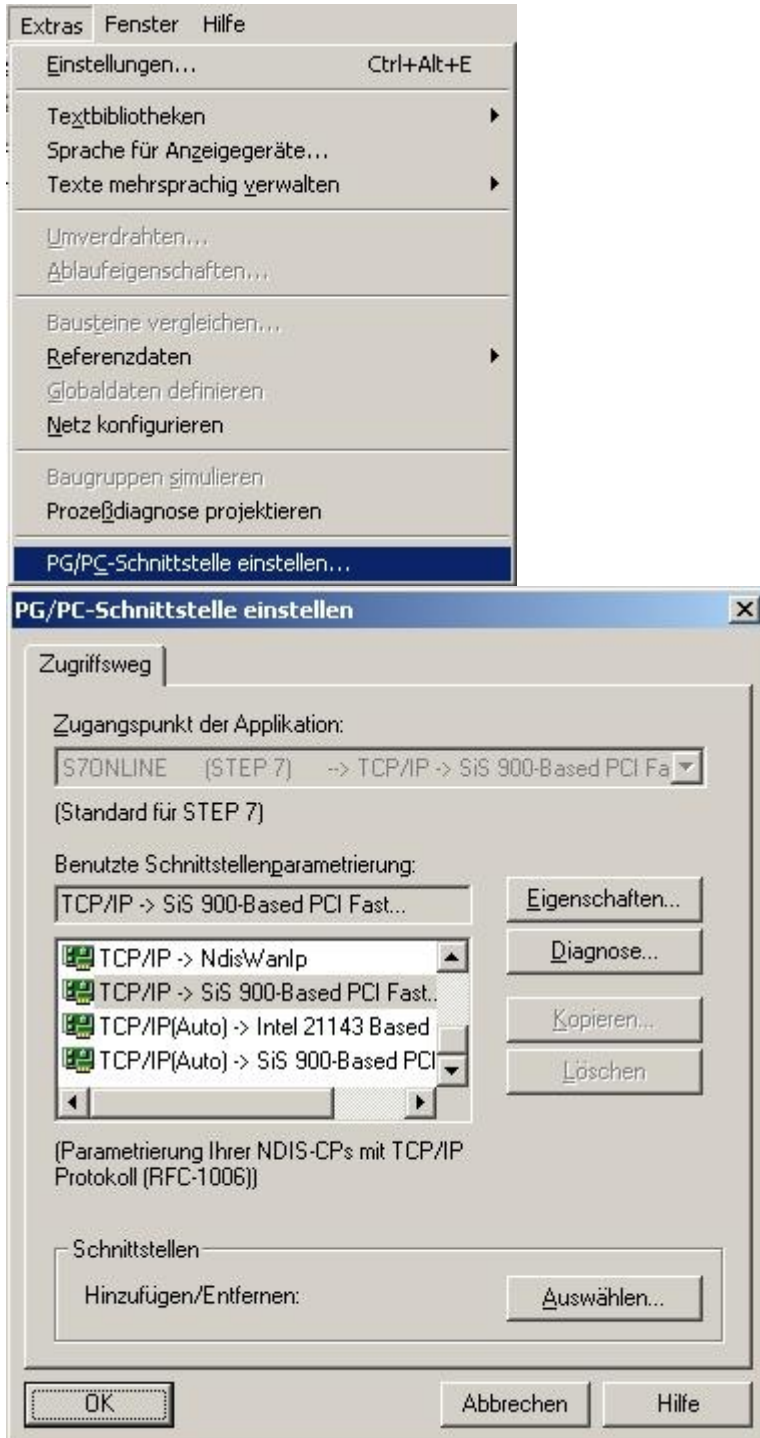 Extras Fenster Hilfe
Einstellungen... Ctrl+Alt+E
Textbibliotheken
Sprache für Anzeigegeräte...
Texte mehrsprachig verwalten
Umverdrahten...
Ablaufeigenschaften...
Bausteine vergleichen...
Referenzdaten
Globaldaten definieren
Netz konfigurieren
Baugruppen simulieren
Prozeßdiagnose projektieren
PG/PC-Schnittstelle einstellen...
PG/PC-Schnittstelle einstellen
Zugriffsweg
Zugangspunkt der Applikation:
S7ONLINE (STEP 7) --> TCP/IP -> SiS 900-Based PCI Fa
(Standard für STEP 7)
Benutzte Schnittstellenparametrierung:
TCP/IP -> SiS 900-Based PCI Fast...
Eigenschaften...
TCP/IP -> NdisWanIp
TCP/IP -> SiS 900-Based PCI Fast..
TCP/IP(Auto) -> Intel 21143 Based
TCP/IP(Auto) -> SiS 900-Based PCI
Diagnose...
Kopieren...
Löschen
(Parametrierung Ihrer NDIS-CPs mit TCP/IP
Protokoll (RFC-1006))
Schnittstellen
Hinzufügen/Entfernen:
Auswählen...
OK Abbrechen Hilfe